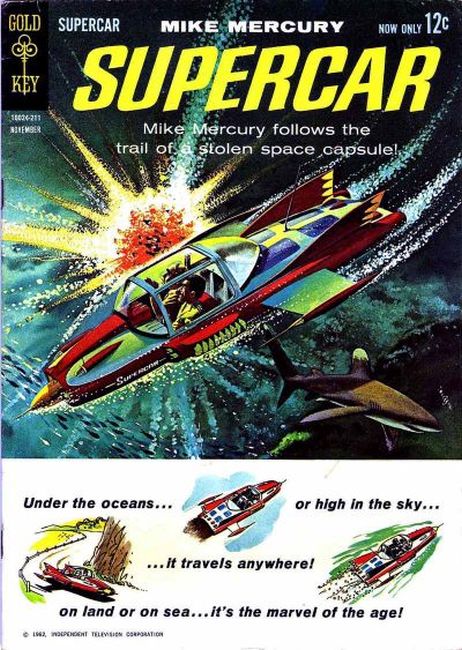 GOLD
KEY
SUPERCAR
MIKE MERCURY
NOW ONLY 12¢
10024-211
NOVEMBER
SUPERCAR
Mike Mercury follows the
trail of a stolen space capsule!
SUPERCAR
Under the oceans...
or high in the sky...
...it travels anywhere!
on land or on sea...it's the marvel of the age!
© 1962, INDEPENDENT TELEVISION CORPORATION